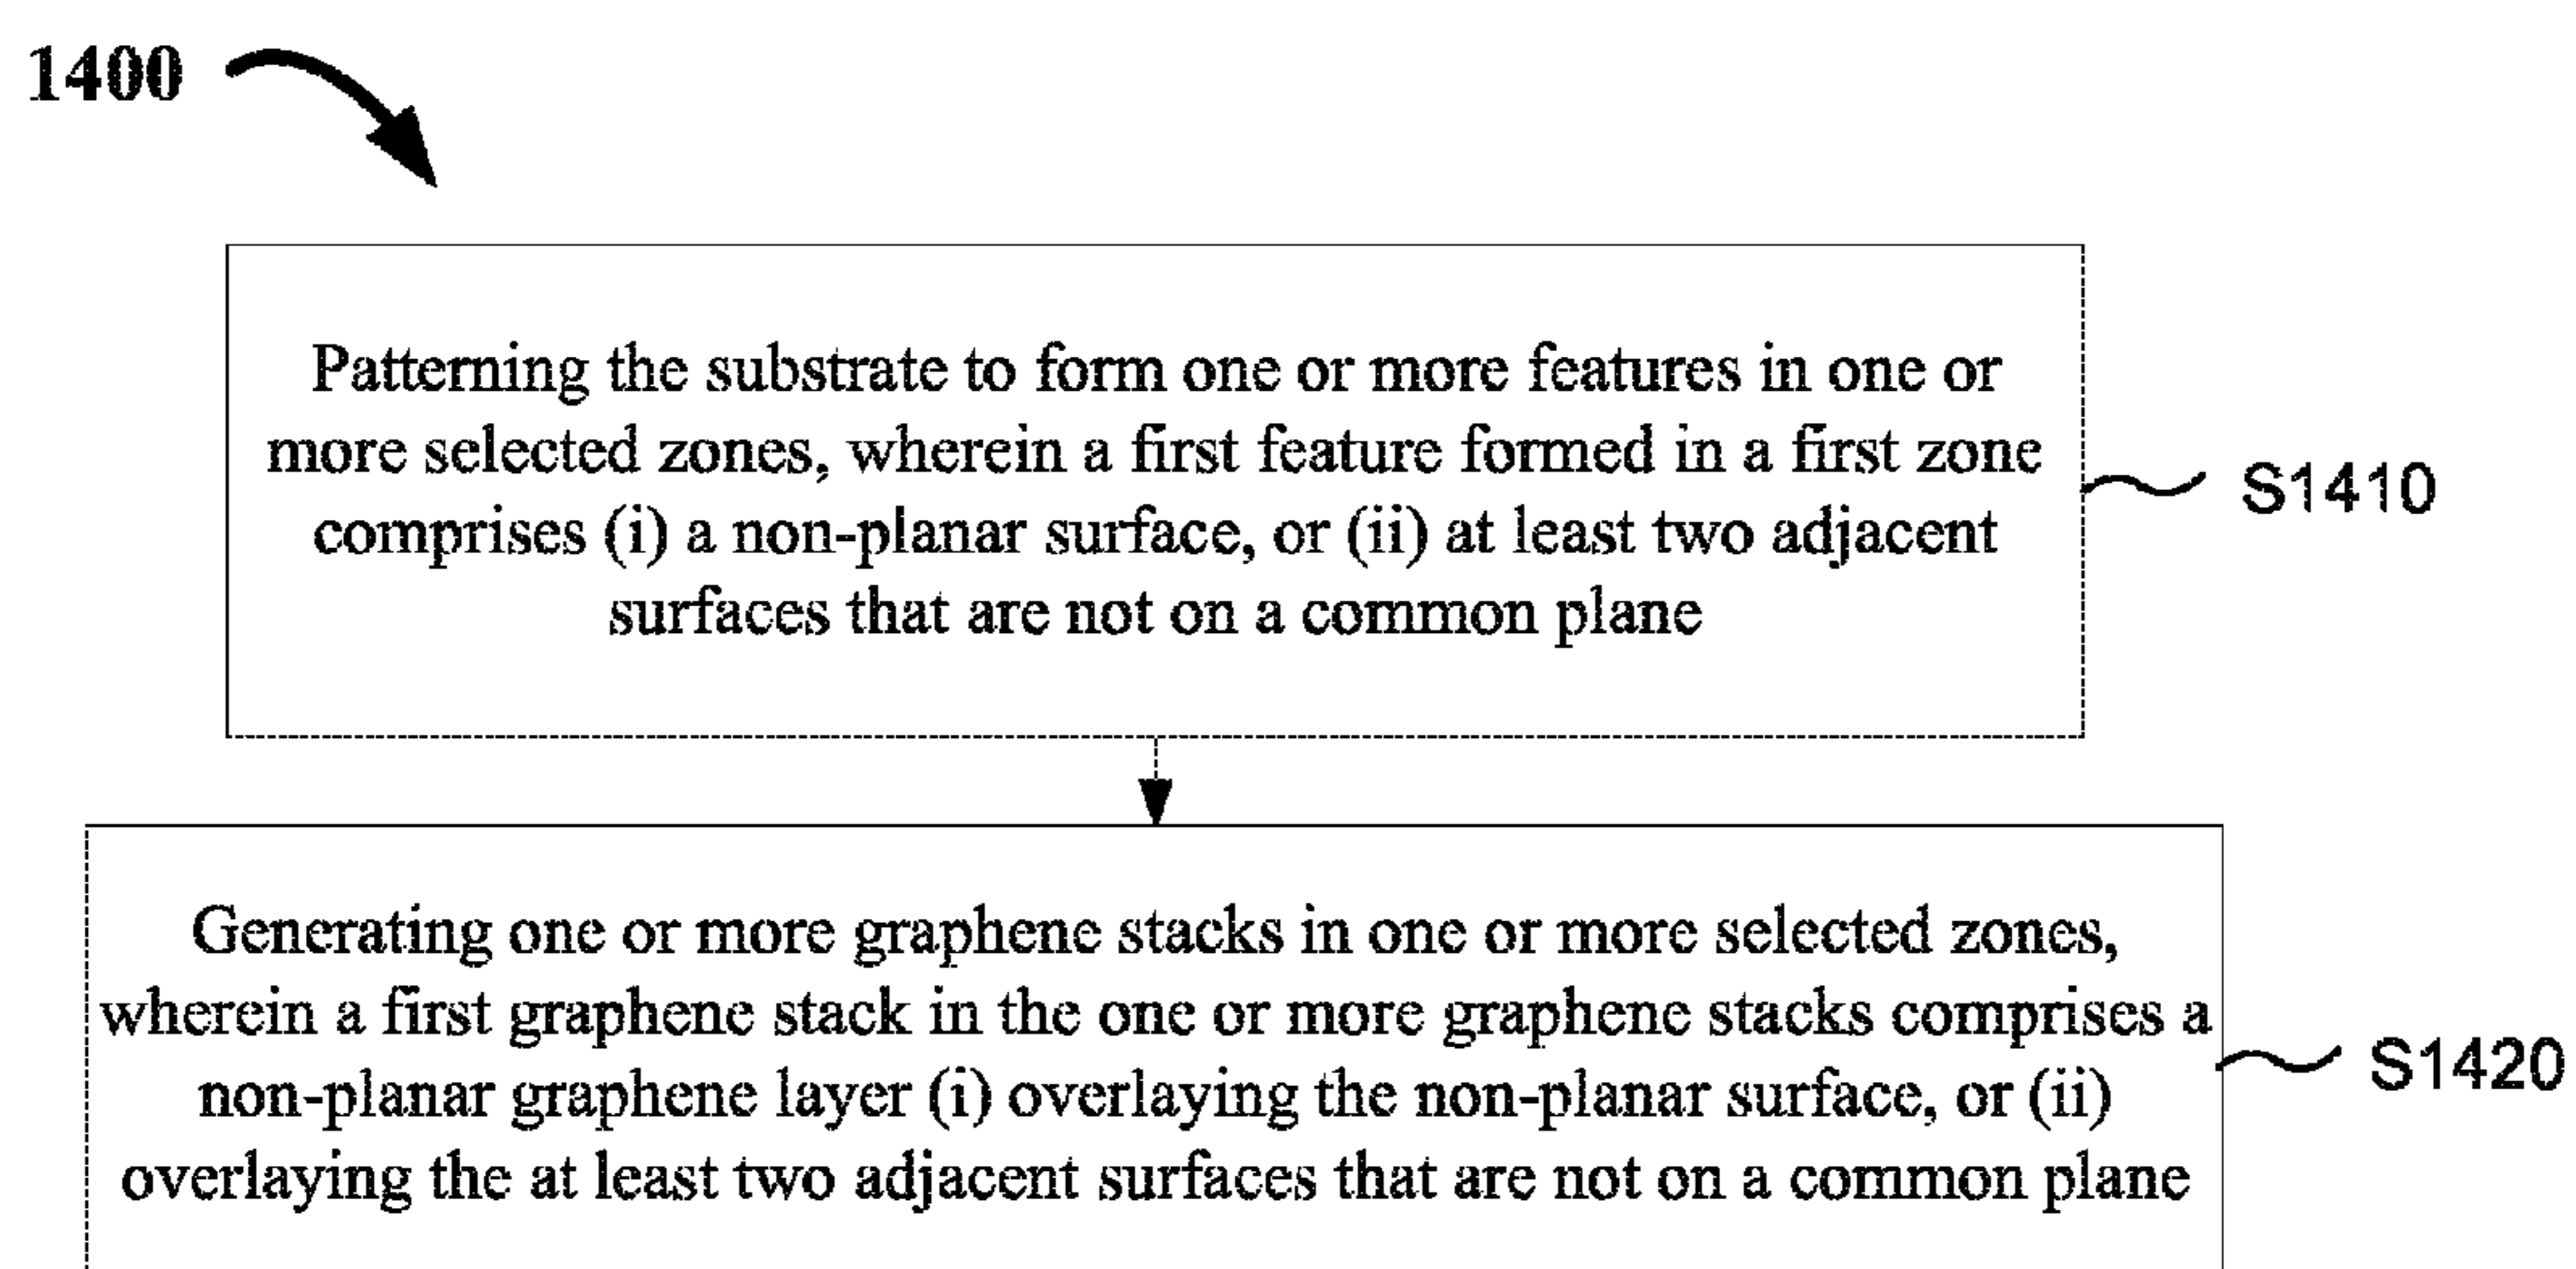 1400
Patterning the substrate to form one or more features in one or
more selected zones, wherein a first feature formed in a first zone
comprises (i) a non-planar surface, or (ii) at least two adjacent
surfaces that are not on a common plane
S1410
Generating one or more graphene stacks in one or more selected zones,
wherein a first graphene stack in the one or more graphene stacks comprises a
non-planar graphene layer (i) overlaying the non-planar surface, or (ii)
overlaying the at least two adjacent surfaces that are not on a common plane
S1420